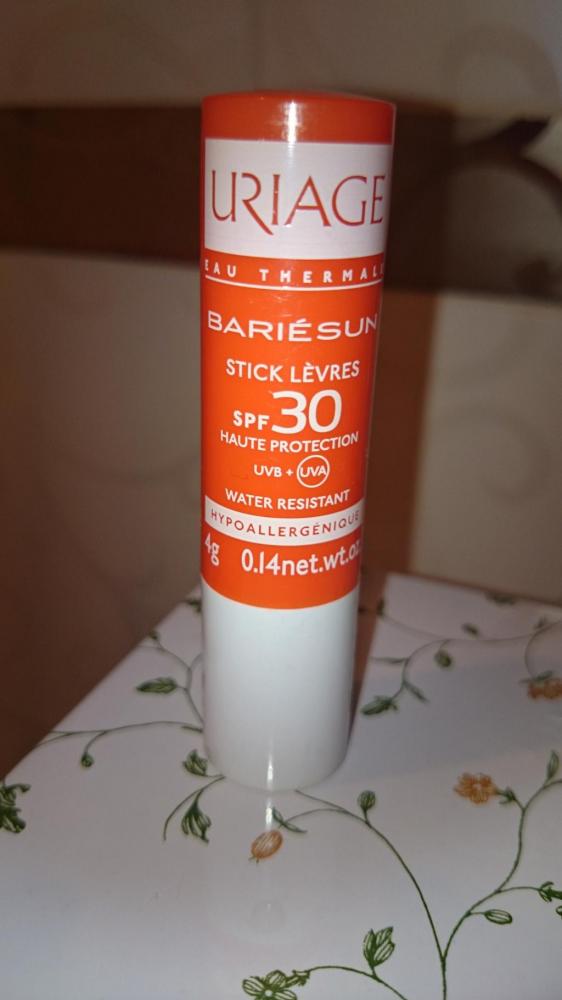 URIAGE
EAU THERMALE
BARIÉSUN
STICK LÈVRES
SPF 30
HAUTE PROTECTION
UVB + UVA
WATER RESISTANT
HYPOALLERGÉNIQUE
4g 0.14net.wt.oz